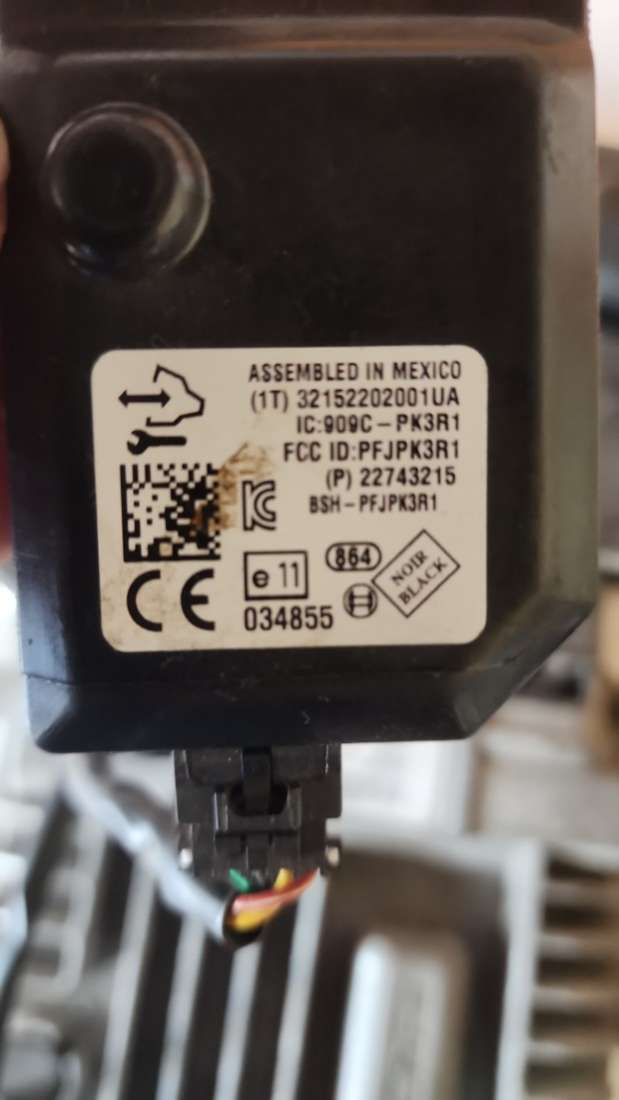 ASSEMBLED IN MEXICO
(1T) 32152202001UA
IC:909C-PK3R1
FCC ID:PFJPK3R1
(P) 22743215
BSH-PFJPK3R1
CE
e 11
034855
864
NOIR
BLACK